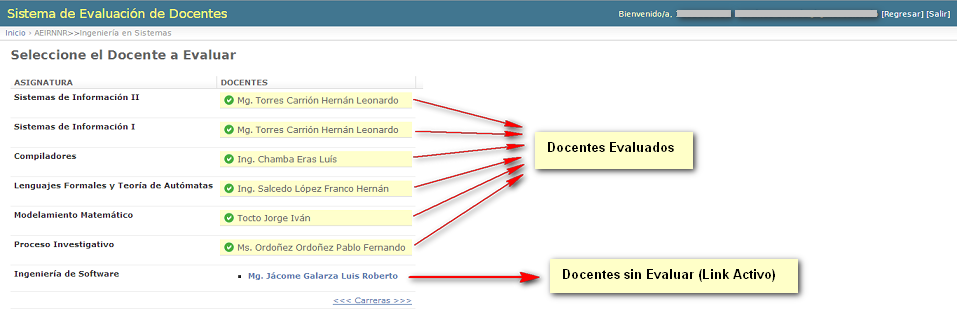 Sistema de Evaluación de Docentes
Bienvenido/a, [Regresar] [Salir]
Inicio › AEIRNNR>>Ingeniería en Sistemas
Seleccione el Docente a Evaluar
ASIGNATURA DOCENTES
Sistemas de Información II Mg. Torres Carrión Hernán Leonardo
Sistemas de Información I Mg. Torres Carrión Hernán Leonardo
Docentes Evaluados
Compiladores Ing. Chamba Eras Luís
Lenguajes Formales y Teoría de Autómatas Ing. Salcedo López Franco Hernán
Modelamiento Matemático Tocto Jorge Iván
Proceso Investigativo Ms. Ordoñez Ordoñez Pablo Fernando
Ingeniería de Software Mg. Jácome Galarza Luis Roberto
Docentes sin Evaluar (Link Activo)
<<< Carreras >>>